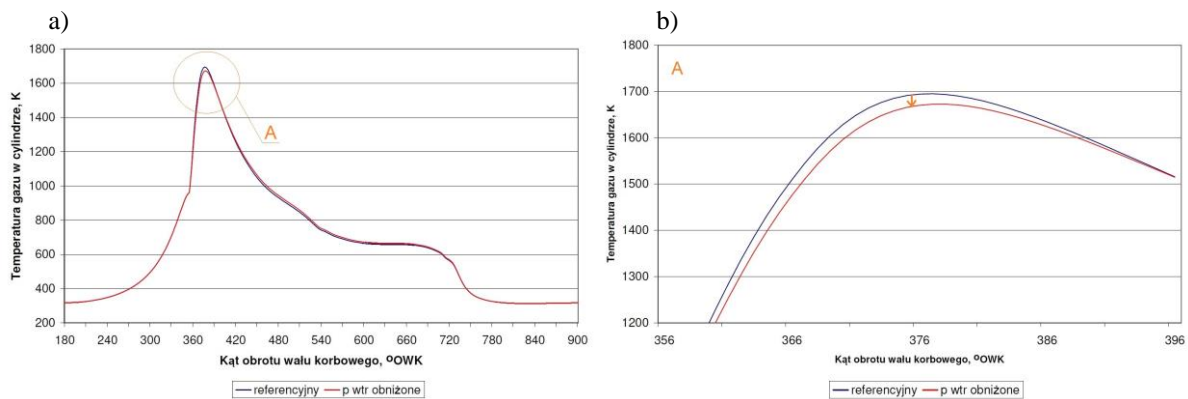 a)
1800
1600
1400
1200
1000
800
600
400
200
180 240 300 360 420 480 540 600 660 720 780 840 900
Temperatura gazu w cylindrze, K
A
Kąt obrotu wału korbowego, ºOWK
referencyjny p wtr obniżone
b)
1800
1700
1600
1500
1400
1300
1200
356 366 376 386 396
Temperatura gazu w cylindrze, K
A
Kąt obrotu wału korbowego, ºOWK
referencyjny p wtr obniżone